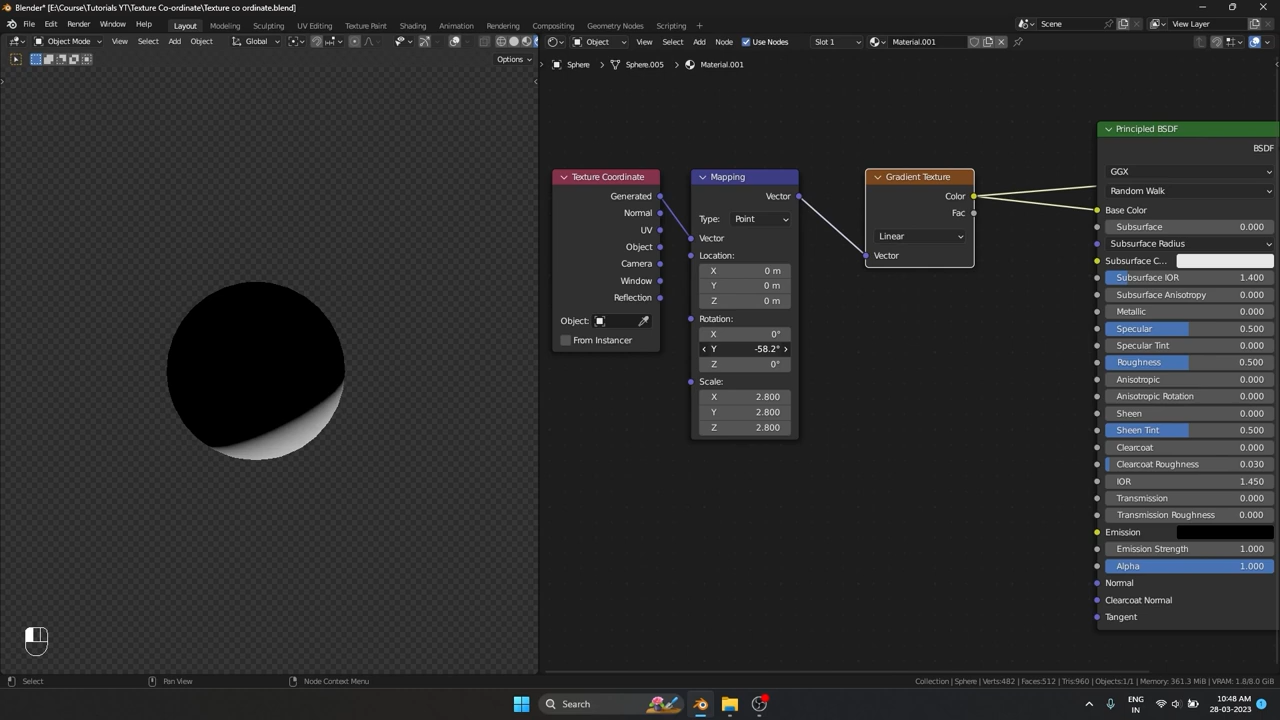 Blender* [E:\Course\Tutorials YT\Texture Co-ordinate\Texture co ordinate.blend]
File Edit Render Window Help Layout Modeling Sculpting UV Editing Texture Paint Shading Animation Rendering Compositing Geometry Nodes Scripting + Scene View Layer
Object Mode View Select Add Object Global
Object View Select Add Node Use Nodes Slot 1 Material.001
Options
Sphere Sphere.005 Material.001
Texture Coordinate
Generated
Normal
UV
Object
Camera
Window
Reflection
Object:
From Instancer
Mapping
Vector
Type: Point
Vector
Location:
X 0 m
Y 0 m
Z 0 m
Rotation:
X 0°
Y -58.2°
Z 0°
Scale:
X 2.800
Y 2.800
Z 2.800
Gradient Texture
Color
Fac
Linear
Vector
Principled BSDF
BSDF
GGX
Random Walk
Base Color
Subsurface 0.000
Subsurface Radius
Subsurface C...
Subsurface IOR 1.400
Subsurface Anisotropy 0.000
Metallic 0.000
Specular 0.500
Specular Tint 0.000
Roughness 0.500
Anisotropic 0.000
Anisotropic Rotation 0.000
Sheen 0.000
Sheen Tint 0.500
Clearcoat 0.000
Clearcoat Roughness 0.030
IOR 1.450
Transmission 0.000
Transmission Roughness 0.000
Emission
Emission Strength 1.000
Alpha 1.000
Normal
Clearcoat Normal
Tangent
Select Pan View Node Context Menu Collection | Sphere | Verts:482 | Faces:512 | Tris:960 | Objects:1/1 | Memory: 361.3 MiB | VRAM: 1.8/8.0 GiB
Search
ENG
IN
10:48 AM
28-03-2023